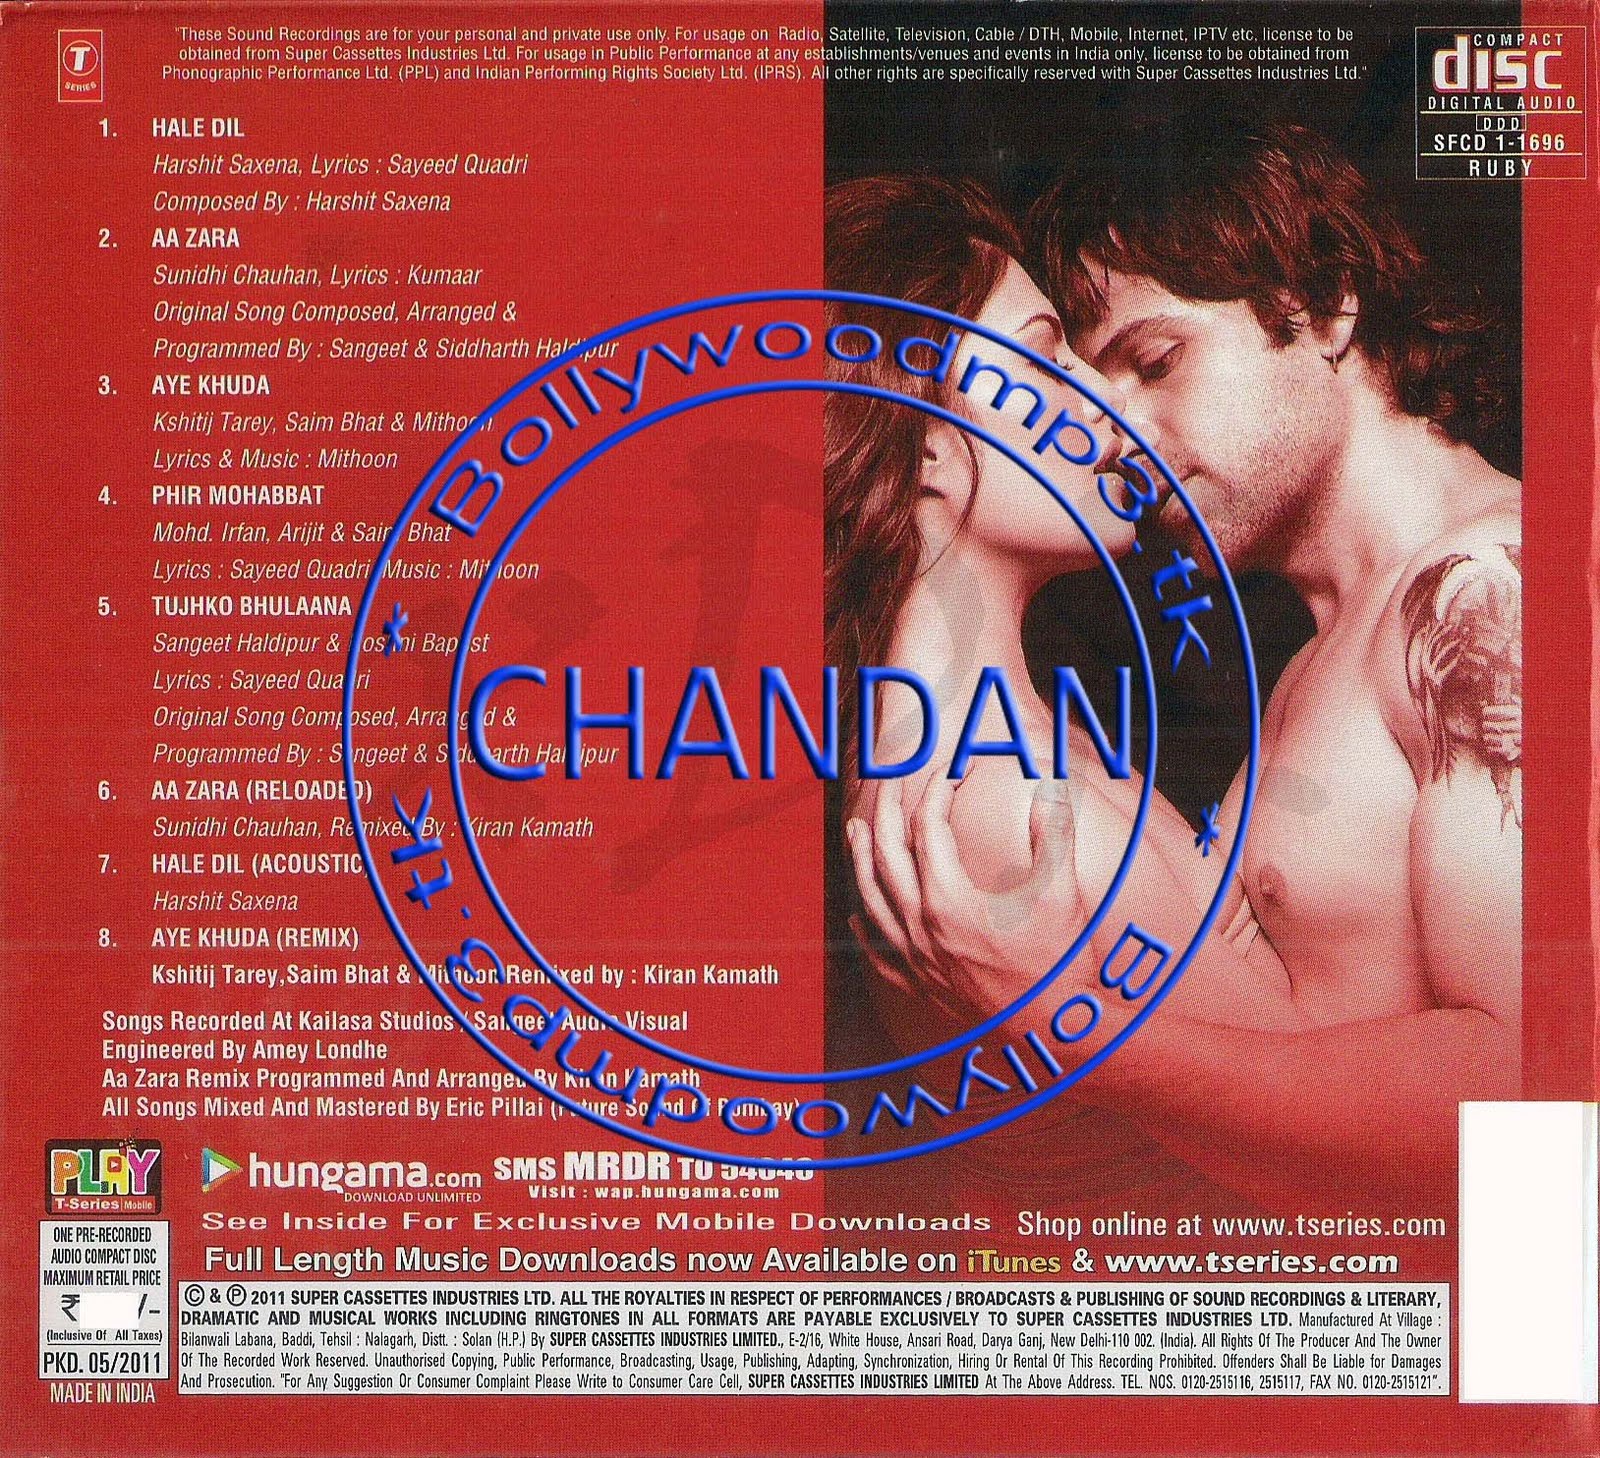 T
SERIES
"These Sound Recordings are for your personal and private use only. For usage on Radio, Satellite, Television, Cable / DTH, Mobile, Internet, IPTV etc. license to be
obtained from Super Cassettes Industries Ltd. For usage in Public Performance at any establishments/venues and events in India only, license to be obtained from
Phonographic Performance Ltd. (PPL) and Indian Performing Rights Society Ltd. (IPRS). All other rights are specifically reserved with Super Cassettes Industries Ltd."
COMPACT
disc
DIGITAL AUDIO
DDD
SFCD 1-1696
RUBY
1. HALE DIL
Harshit Saxena, Lyrics : Sayeed Quadri
Composed By : Harshit Saxena
2. AA ZARA
Sunidhi Chauhan, Lyrics : Kumaar
Original Song Composed, Arranged &
Programmed By : Sangeet & Siddharth Haldipur
3. AYE KHUDA
Kshitij Tarey, Saim Bhat & Mithoon
Lyrics & Music : Mithoon
4. PHIR MOHABBAT
Mohd. Irfan, Arijit & Saim Bhat
Lyrics : Sayeed Quadri, Music : Mithoon
5. TUJHKO BHULAANA
Sangeet Haldipur & Roshni Baptist
Lyrics : Sayeed Quadri
Original Song Composed, Arranged &
Programmed By : Sangeet & Siddharth Haldipur
6. AA ZARA (RELOADED)
Sunidhi Chauhan, Remixed By : Kiran Kamath
7. HALE DIL (ACOUSTIC)
Harshit Saxena
8. AYE KHUDA (REMIX)
Kshitij Tarey,Saim Bhat & Mithoon Remixed by : Kiran Kamath
Songs Recorded At Kailasa Studios / Sangeet Audio Visual
Engineered By Amey Londhe
Aa Zara Remix Programmed And Arranged By Kiran Kamath
All Songs Mixed And Mastered By Eric Pillai (Future Sound Of Bombay)
* Bollywoodmp3.tk
CHANDAN
* Bollywoodmp3.tk *
PLAY
T-Series Mobile
hungama.com
DOWNLOAD UNLIMITED
SMS MRDR TO 54646
Visit : wap.hungama.com
See Inside For Exclusive Mobile Downloads Shop online at www.tseries.com
Full Length Music Downloads now Available on iTunes & www.tseries.com
ONE PRE-RECORDED
AUDIO COMPACT DISC
MAXIMUM RETAIL PRICE
₹ /-
(Inclusive Of All Taxes)
PKD. 05/2011
MADE IN INDIA
© & ℗ 2011 SUPER CASSETTES INDUSTRIES LTD. ALL THE ROYALTIES IN RESPECT OF PERFORMANCES / BROADCASTS & PUBLISHING OF SOUND RECORDINGS & LITERARY,
DRAMATIC AND MUSICAL WORKS INCLUDING RINGTONES IN ALL FORMATS ARE PAYABLE EXCLUSIVELY TO SUPER CASSETTES INDUSTRIES LTD. Manufactured At Village :
Bilanwali Labana, Baddi, Tehsil : Nalagarh, Distt. : Solan (H.P.) By SUPER CASSETTES INDUSTRIES LIMITED., E-2/16, White House, Ansari Road, Darya Ganj, New Delhi-110 002. (India). All Rights Of The Producer And The Owner
Of The Recorded Work Reserved. Unauthorised Copying, Public Performance, Broadcasting, Usage, Publishing, Adapting, Synchronization, Hiring Or Rental Of This Recording Prohibited. Offenders Shall Be Liable for Damages
And Prosecution. "For Any Suggestion Or Consumer Complaint Please Write to Consumer Care Cell, SUPER CASSETTES INDUSTRIES LIMITED At The Above Address. TEL. NOS. 0120-2515116, 2515117, FAX NO. 0120-2515121".